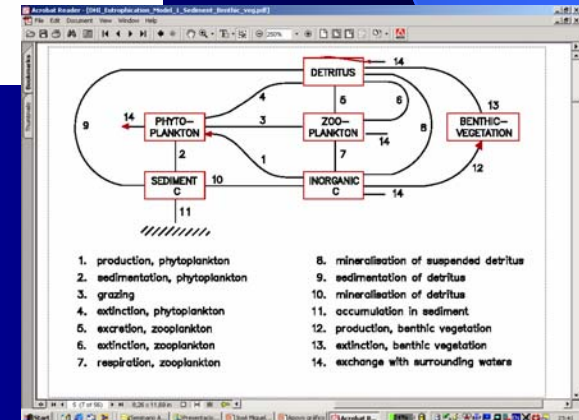 Acrobat Reader - [DHI_Eutrophication_Model_1_Sediment_Benthic_veg.pdf]
File Edit Document View Window Help
250%
DETRITUS
14
4
5
6
13
14
PHYTO-
PLANKTON
3
ZOO-
PLANKTON
BENTHIC-
VEGETATION
9
14
8
2
1
7
12
SEDIMENT
C
10
INORGANIC
C
14
11
1. production, phytoplankton
2. sedimentation, phytoplankton
3. grazing
4. extinction, phytoplankton
5. excretion, zooplankton
6. extinction, zooplankton
7. respiration, zooplankton
8. mineralisation of suspended detritus
9. sedimentation of detritus
10. mineralisation of detritus
11. accumulation in sediment
12. production, benthic vegetation
13. extinction, benthic vegetation
14. exchange with surrounding waters
Start